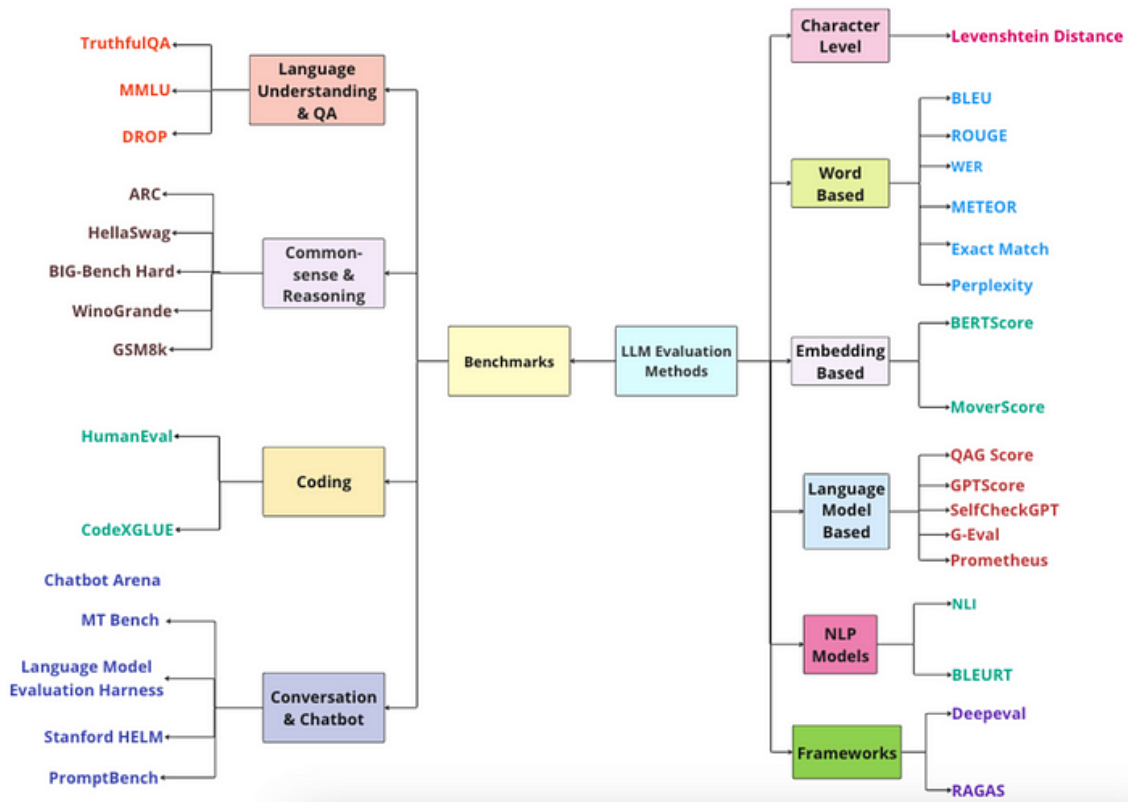 TruthfulQA
MMLU
DROP
Language
Understanding
& QA
ARC
HellaSwag
BIG-Bench Hard
WinoGrande
GSM8k
Common-
sense &
Reasoning
HumanEval
CodeXGLUE
Coding
Chatbot Arena
MT Bench
Language Model
Evaluation Harness
Stanford HELM
PromptBench
Conversation
& Chatbot
Benchmarks
LLM Evaluation
Methods
Character
Level
Levenshtein Distance
Word
Based
BLEU
ROUGE
WER
METEOR
Exact Match
Perplexity
Embedding
Based
BERTScore
MoverScore
Language
Model
Based
QAG Score
GPTScore
SelfCheckGPT
G-Eval
Prometheus
NLP
Models
NLI
BLEURT
Frameworks
Deepeval
RAGAS